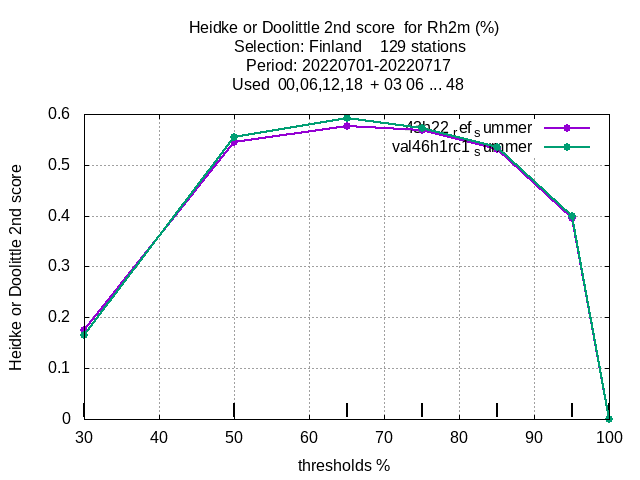 Heidke or Doolittle 2nd score for Rh2m (%)
Selection: Finland 129 stations
Period: 20220701-20220717
Used 00,06,12,18 + 03 06 ... 48
Heidke or Doolittle 2nd score
0.6
0.5
0.4
0.3
0.2
0.1
0
43h22_ref_summer
val46h1rc1_summer
30 40 50 60 70 80 90 100
thresholds %